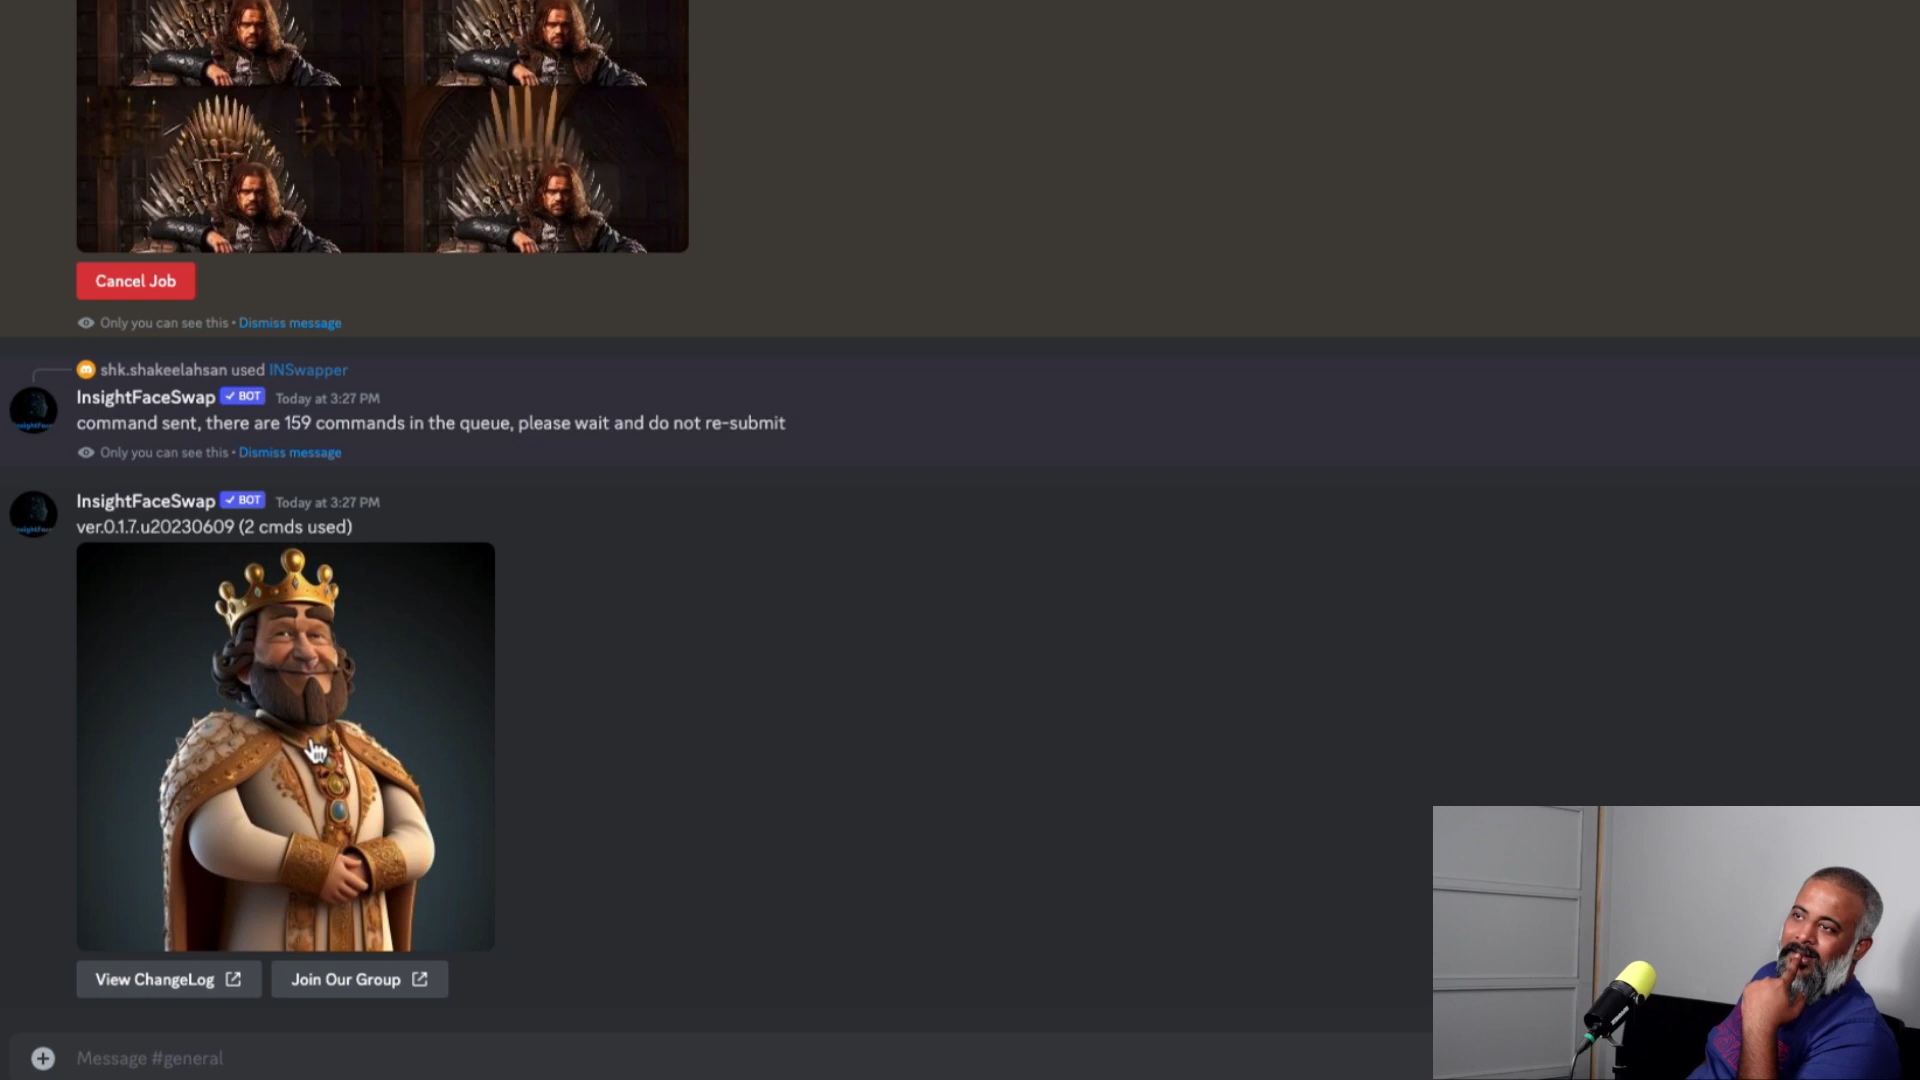 Cancel Job
Only you can see this • Dismiss message
shk.shakeelahsan used INSwapper
InsightFaceSwap ✓ BOT Today at 3:27 PM
command sent, there are 159 commands in the queue, please wait and do not re-submit
Only you can see this • Dismiss message
InsightFaceSwap ✓ BOT Today at 3:27 PM
ver.0.1.7.u20230609 (2 cmds used)
View ChangeLog
Join Our Group
Message #general